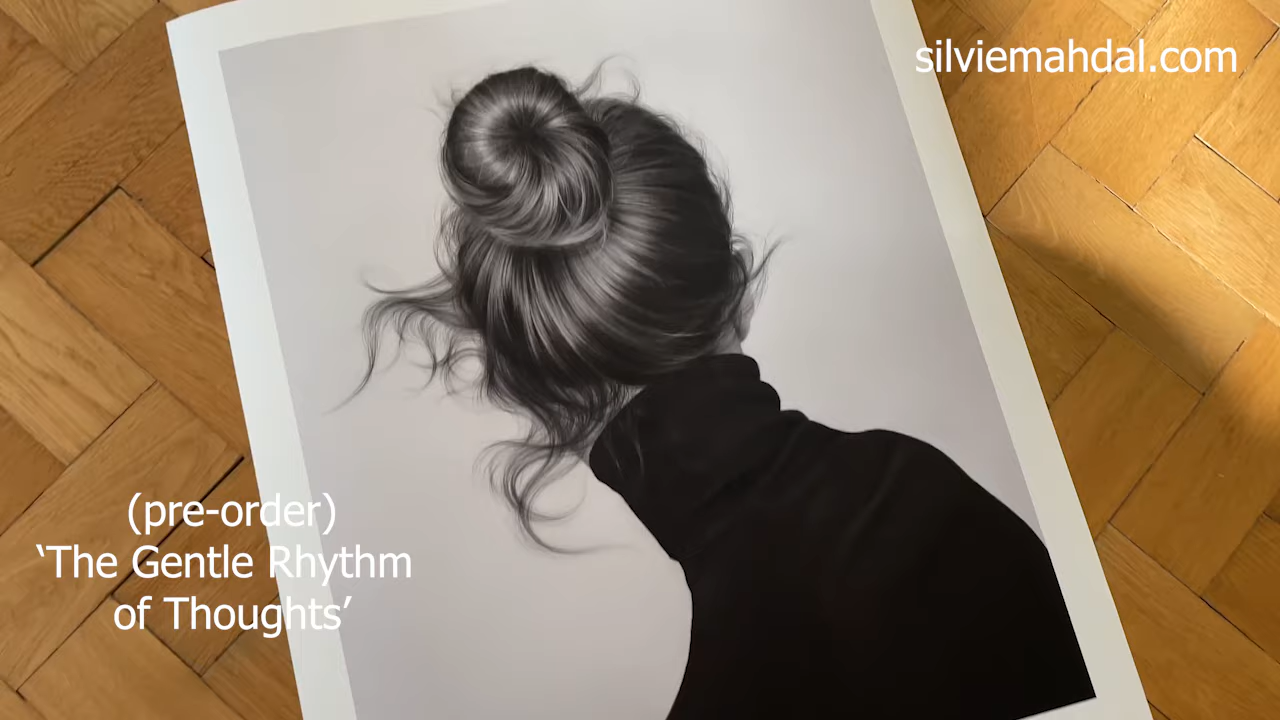 silviemahdal.com
(pre-order)
‘The Gentle Rhythm
of Thoughts’